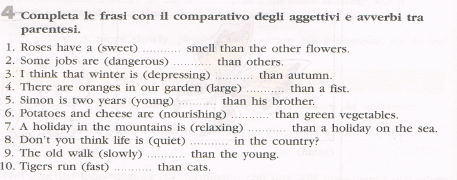 4 Completa le frasi con il comparativo degli aggettivi e avverbi tra
parentesi.
1. Roses have a (sweet) ........... smell than the other flowers.
2. Some jobs are (dangerous) ........... than others.
3. I think that winter is (depressing) ........... than autumn.
4. There are oranges in our garden (large) ........... than a fist.
5. Simon is two years (young) ........... than his brother.
6. Potatoes and cheese are (nourishing) ........... than green vegetables.
7. A holiday in the mountains is (relaxing) ........... than a holiday on the sea.
8. Don't you think life is (quiet) ........... in the country?
9. The old walk (slowly) ........... than the young.
10. Tigers run (fast) ........... than cats.